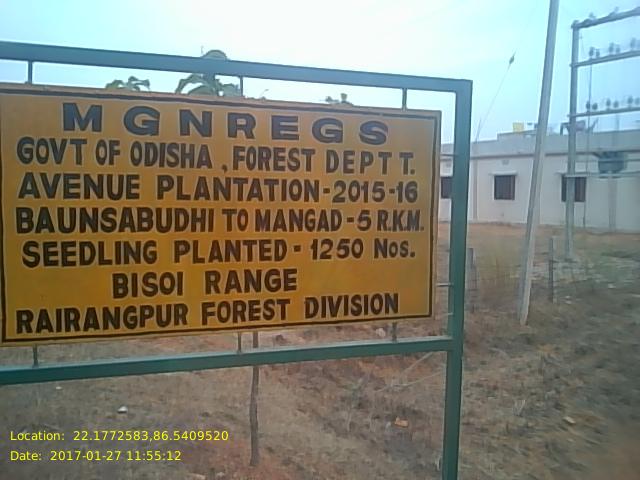 MGNREGS
GOVT OF ODISHA, FOREST DEPTT.
AVENUE PLANTATION-2015-16
BAUNSABUDHI TO MANGAD-5 R.K.M.
SEEDLING PLANTED-1250 Nos.
BISOI RANGE
RAIRANGPUR FOREST DIVISION
Location: 22.1772583,86.5409520
Date: 2017-01-27 11:55:12